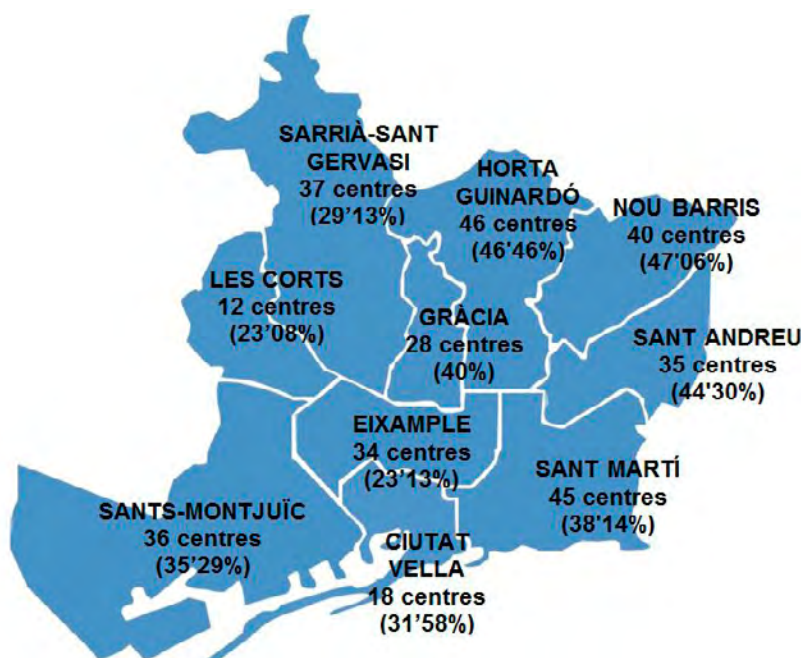 SARRIÀ-SANT
GERVASI
37 centres
(29'13%)
HORTA
GUINARDÓ
46 centres
(46'46%)
NOU BARRIS
40 centres
(47'06%)
LES CORTS
12 centres
(23'08%)
GRÀCIA
28 centres
(40%)
SANT ANDREU
35 centres
(44'30%)
EIXAMPLE
34 centres
(23'13%)
SANT MARTÍ
45 centres
(38'14%)
SANTS-MONTJUÏC
36 centres
(35'29%)
CIUTAT
VELLA
18 centres
(31'58%)